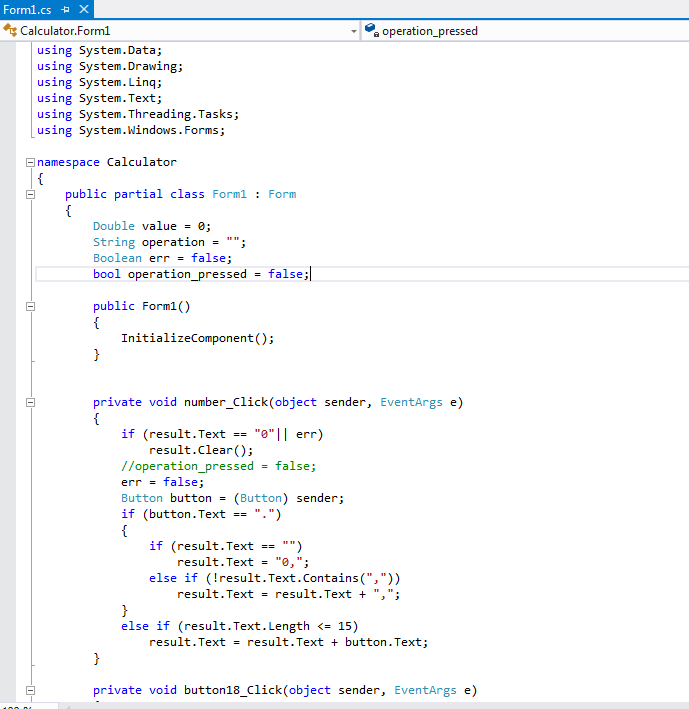 Form1.cs
Calculator.Form1
operation_pressed
using System.Data;
using System.Drawing;
using System.Linq;
using System.Text;
using System.Threading.Tasks;
using System.Windows.Forms;
namespace Calculator
{
public partial class Form1 : Form
{
Double value = 0;
String operation = "";
Boolean err = false;
bool operation_pressed = false;
public Form1()
{
InitializeComponent();
}
private void number_Click(object sender, EventArgs e)
{
if (result.Text == "0"|| err)
result.Clear();
//operation_pressed = false;
err = false;
Button button = (Button) sender;
if (button.Text == ".")
{
if (result.Text == "")
result.Text = "0,";
else if (!result.Text.Contains(","))
result.Text = result.Text + ",";
}
else if (result.Text.Length <= 15)
result.Text = result.Text + button.Text;
}
private void button18_Click(object sender, EventArgs e)